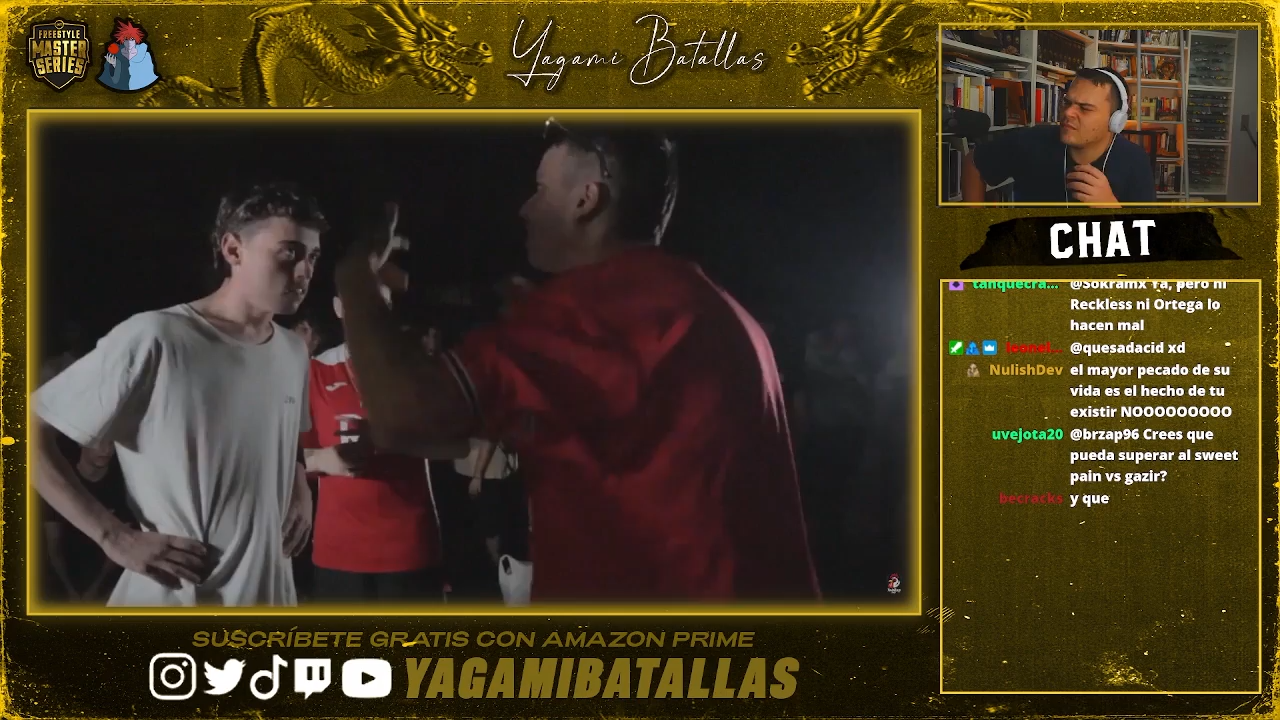 FREESTYLE
MASTER
SERIES
Yagami Batallas
CHAT
@Sokramx Ya, pero ni
Reckless ni Ortega lo
hacen mal
@quesadacid xd
NulishDev el mayor pecado de su
vida es el hecho de tu
existir NOOOOOOOOO
uvejota20 @brzap96 Crees que
pueda superar al sweet
pain vs gazir?
becracks y que
SUSCRÍBETE GRATIS CON AMAZON PRIME
YAGAMIBATALLAS